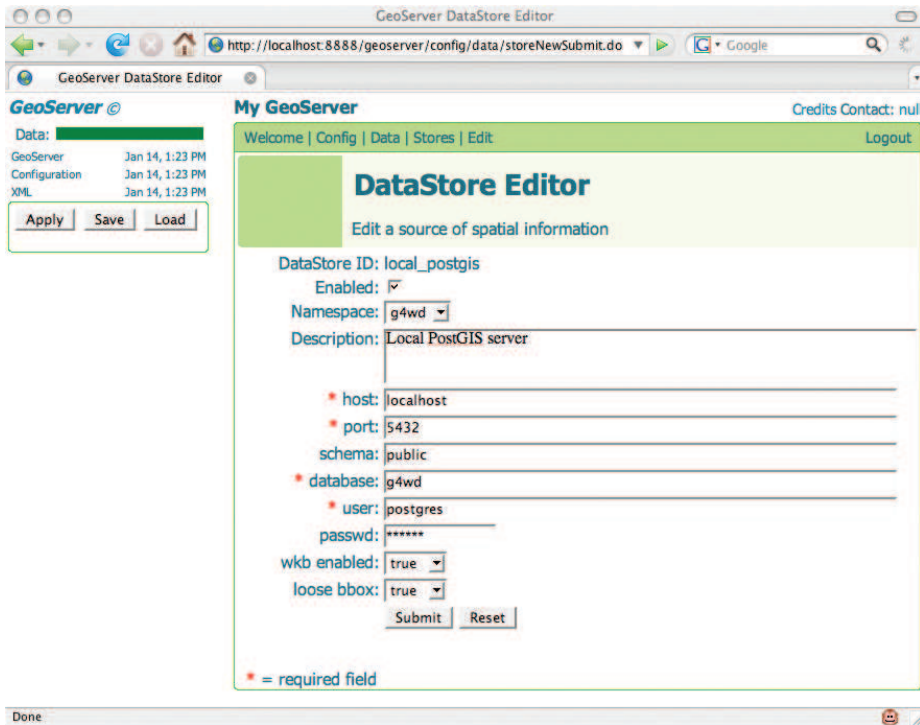 GeoServer DataStore Editor
http://localhost:8888/geoserver/config/data/storeNewSubmit.do
G Google
GeoServer DataStore Editor
GeoServer ©
My GeoServer
Credits Contact: nul
Data:
Welcome | Config | Data | Stores | Edit
Logout
GeoServer Jan 14, 1:23 PM
Configuration Jan 14, 1:23 PM
XML Jan 14, 1:23 PM
Apply Save Load
DataStore Editor
Edit a source of spatial information
DataStore ID: local_postgis
Enabled:
Namespace: g4wd
Description: Local PostGIS server
* host: localhost
* port: 5432
schema: public
* database: g4wd
* user: postgres
passwd: ******
wkb enabled: true
loose bbox: true
Submit Reset
* = required field
Done